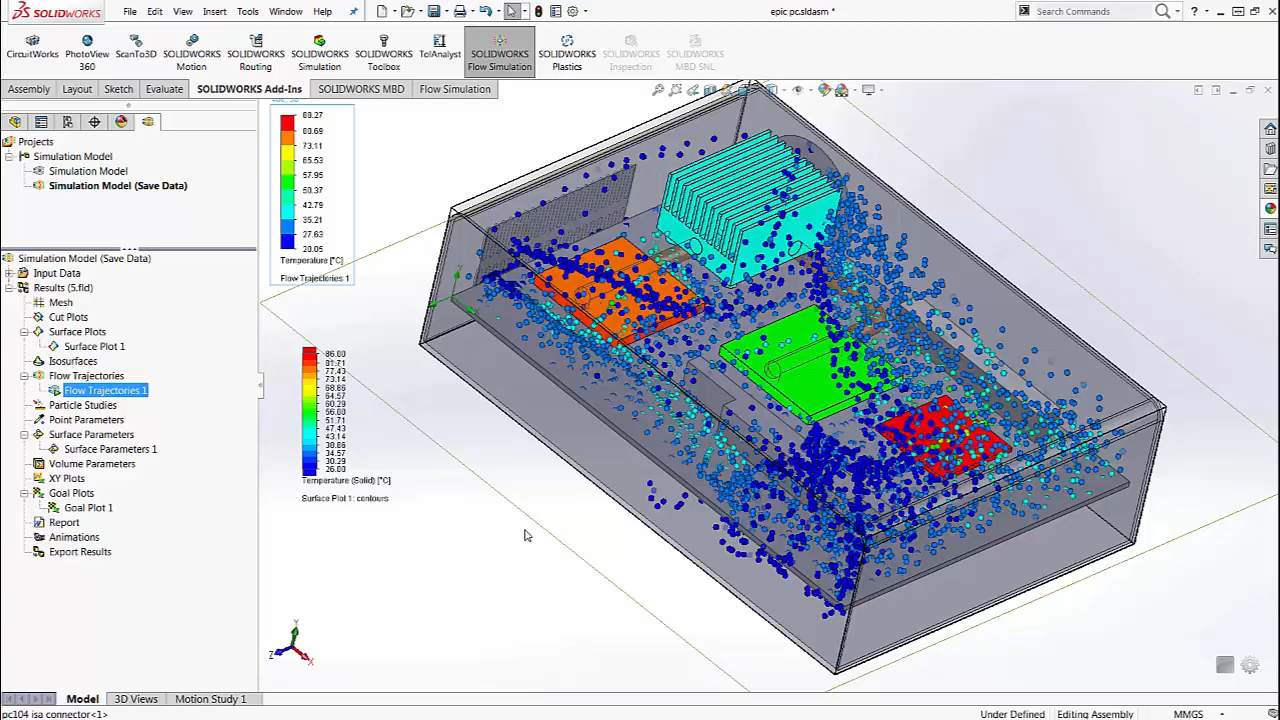 SOLIDWORKS
File Edit View Insert Tools Window Help
epic pc.sldasm *
Search Commands
CircuitWorks
PhotoView 360
ScanTo3D
SOLIDWORKS Motion
SOLIDWORKS Routing
SOLIDWORKS Simulation
SOLIDWORKS Toolbox
TolAnalyst
SOLIDWORKS Flow Simulation
SOLIDWORKS Plastics
SOLIDWORKS Inspection
SOLIDWORKS MBD SNL
Assembly Layout Sketch Evaluate SOLIDWORKS Add-Ins SOLIDWORKS MBD Flow Simulation
Projects
Simulation Model
Simulation Model
Simulation Model (Save Data)
Simulation Model (Save Data)
Input Data
Results (5.fld)
Mesh
Cut Plots
Surface Plots
Surface Plot 1
Isosurfaces
Flow Trajectories
Flow Trajectories 1
Particle Studies
Point Parameters
Surface Parameters
Surface Parameters 1
Volume Parameters
XY Plots
Goal Plots
Goal Plot 1
Report
Animations
Export Results
88.27
80.69
73.11
65.53
57.95
50.37
42.79
35.21
27.63
20.05
Temperature [°C]
Flow Trajectories 1
86.00
81.71
77.43
73.14
68.86
64.57
60.29
56.00
51.71
47.43
43.14
38.86
34.57
30.29
26.00
Temperature (Solid) [°C]
Surface Plot 1: contours
Y
Z
X
Model 3D Views Motion Study 1
pc104 isa connector<1>
Under Defined Editing Assembly MMGS